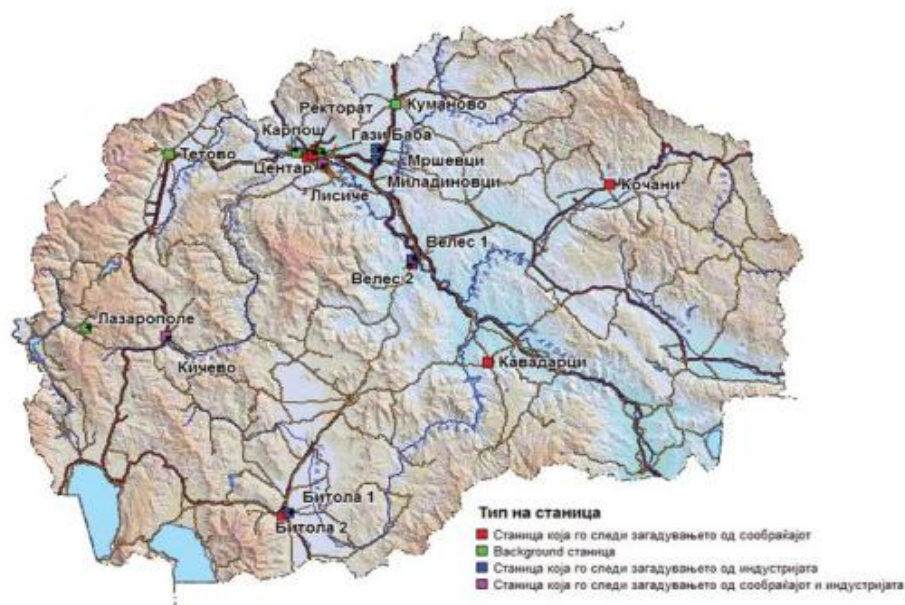 Ректорат
Куманово
Карпош
Гази Баба
Тетово
Центар
Мршевци
Миладиновци
Лисиче
Кочани
Велес 1
Велес 2
Лазарополе
Кичево
Кавадарци
Битола 1
Битола 2
Тип на станица
Станица која го следи загадувањето од сообраќајот
Background станица
Станица која го следи загадувањето од индустријата
Станица која го следи загадувањето од сообраќајот и индустријата